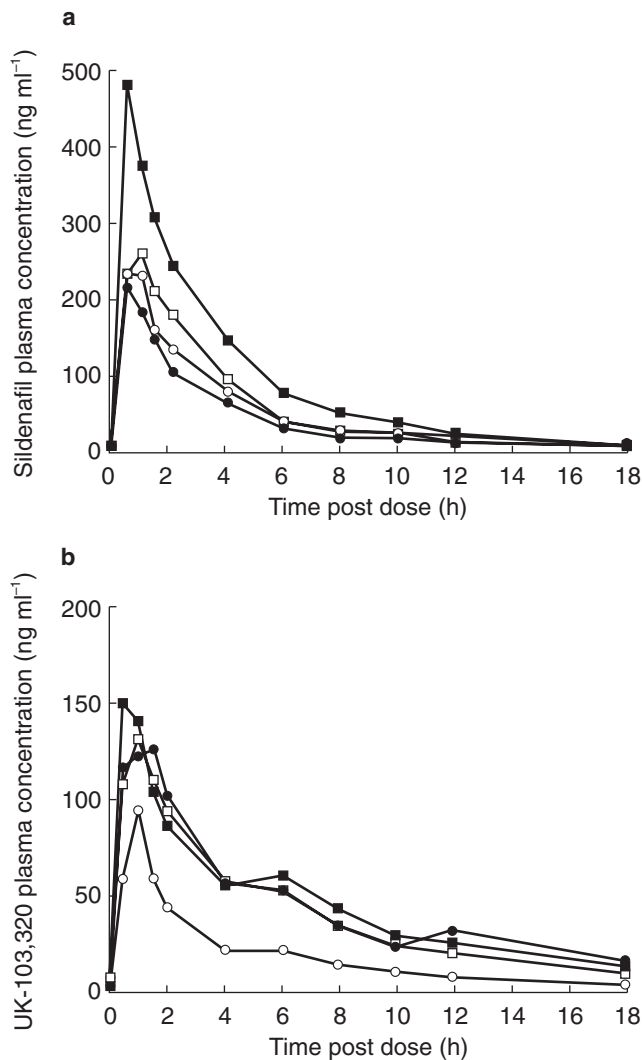 a
Sildenafil plasma concentration (ng ml⁻¹)
500
400
300
200
100
0
0 2 4 6 8 10 12 14 16 18
Time post dose (h)
b
UK-103,320 plasma concentration (ng ml⁻¹)
200
150
100
50
0
0 2 4 6 8 10 12 14 16 18
Time post dose (h)